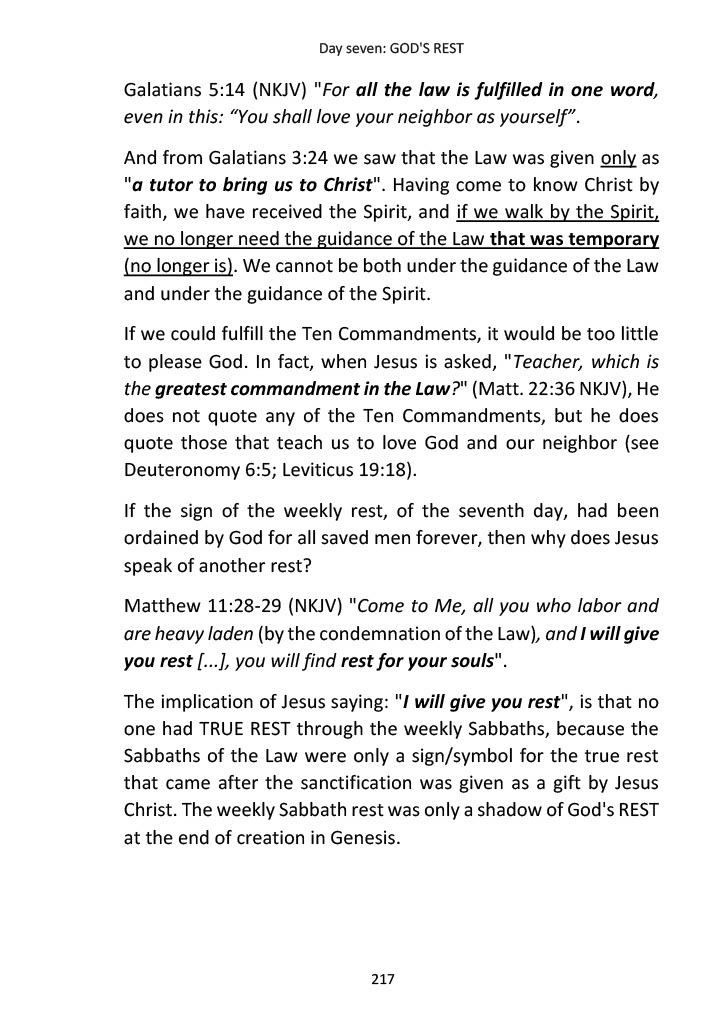 Day seven: GOD'S REST
Galatians 5:14 (NKJV) "For all the law is fulfilled in one word,
even in this: “You shall love your neighbor as yourself”.
And from Galatians 3:24 we saw that the Law was given only as
"a tutor to bring us to Christ". Having come to know Christ by
faith, we have received the Spirit, and if we walk by the Spirit,
we no longer need the guidance of the Law that was temporary
(no longer is). We cannot be both under the guidance of the Law
and under the guidance of the Spirit.
If we could fulfill the Ten Commandments, it would be too little
to please God. In fact, when Jesus is asked, "Teacher, which is
the greatest commandment in the Law?" (Matt. 22:36 NKJV), He
does not quote any of the Ten Commandments, but he does
quote those that teach us to love God and our neighbor (see
Deuteronomy 6:5; Leviticus 19:18).
If the sign of the weekly rest, of the seventh day, had been
ordained by God for all saved men forever, then why does Jesus
speak of another rest?
Matthew 11:28-29 (NKJV) "Come to Me, all you who labor and
are heavy laden (by the condemnation of the Law), and I will give
you rest [...], you will find rest for your souls".
The implication of Jesus saying: "I will give you rest", is that no
one had TRUE REST through the weekly Sabbaths, because the
Sabbaths of the Law were only a sign/symbol for the true rest
that came after the sanctification was given as a gift by Jesus
Christ. The weekly Sabbath rest was only a shadow of God's REST
at the end of creation in Genesis.
217